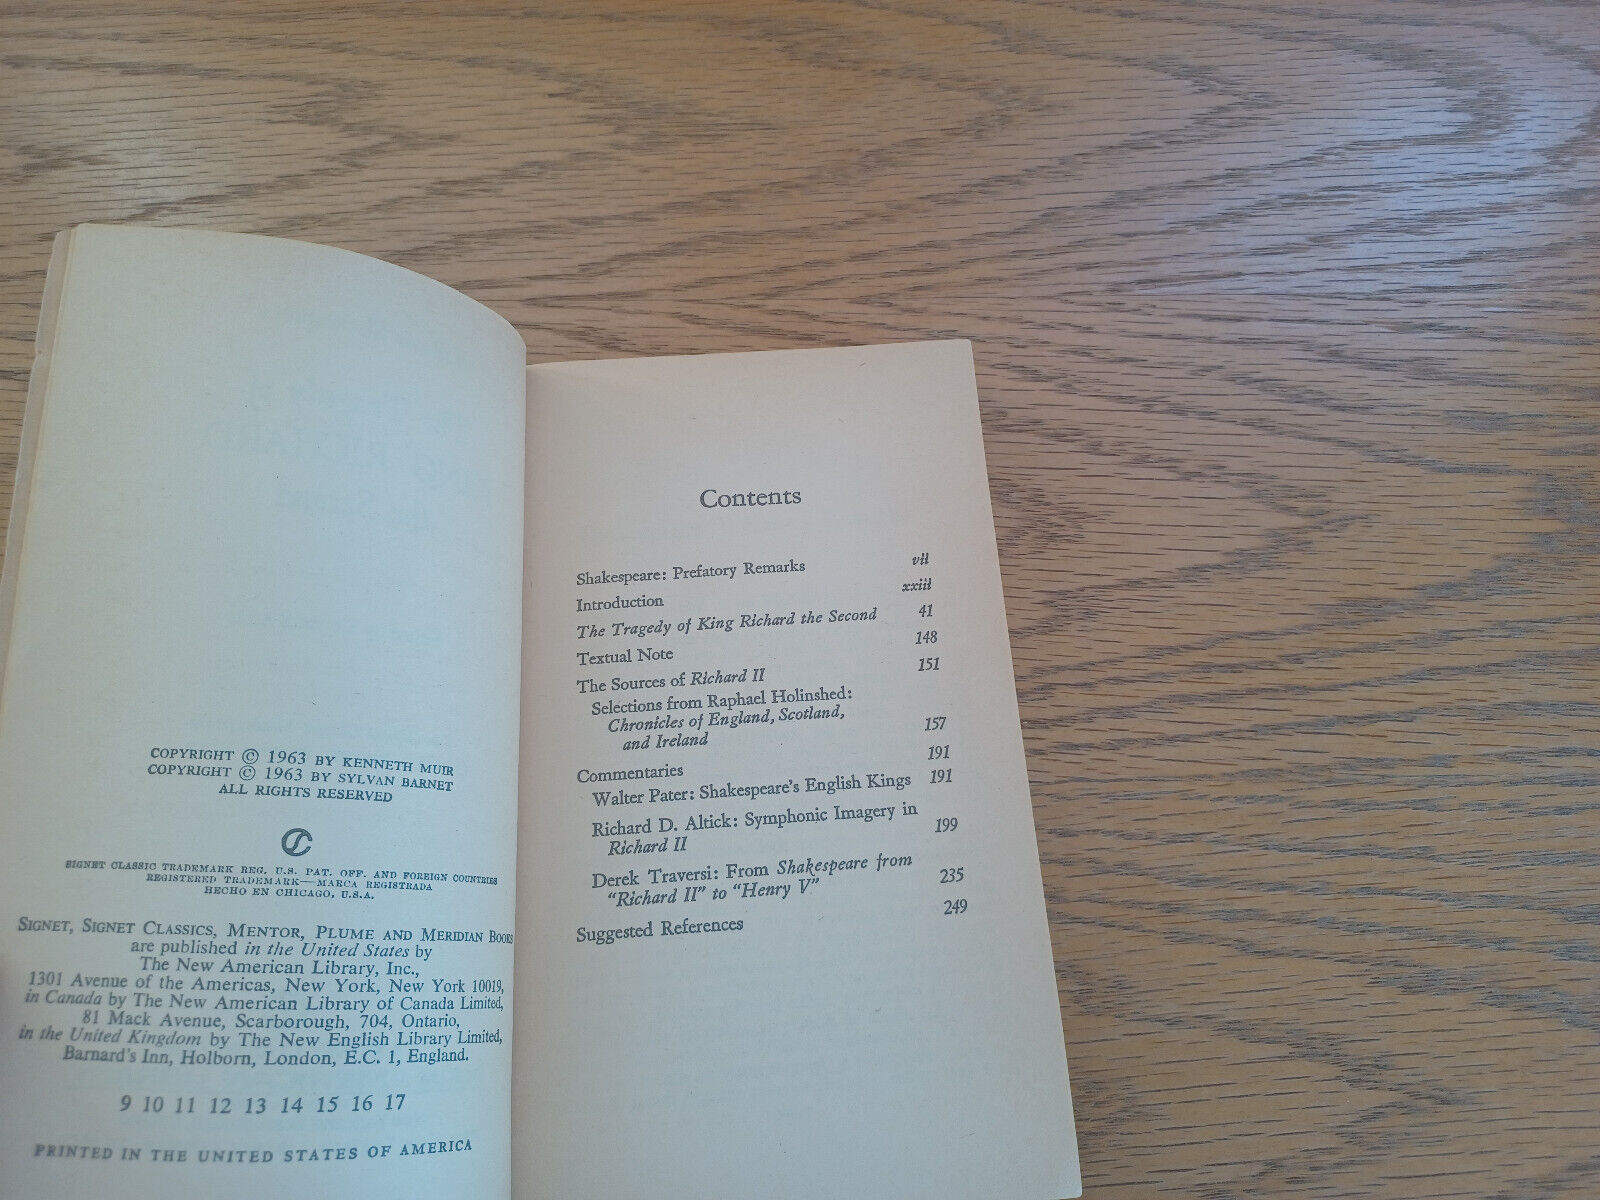 COPYRIGHT © 1963 BY KENNETH MUIR
COPYRIGHT © 1963 BY SYLVAN BARNET
ALL RIGHTS RESERVED
SIGNET CLASSIC TRADEMARK REG. U.S. PAT. OFF. AND FOREIGN COUNTRIES
REGISTERED TRADEMARK—MARCA REGISTRADA
HECHO EN CHICAGO, U.S.A.
SIGNET, SIGNET CLASSICS, MENTOR, PLUME AND MERIDIAN BOOKS
are published in the United States by
The New American Library, Inc.,
1301 Avenue of the Americas, New York, New York 10019,
in Canada by The New American Library of Canada Limited,
81 Mack Avenue, Scarborough, 704, Ontario,
in the United Kingdom by The New English Library Limited,
Barnard's Inn, Holborn, London, E.C. 1, England.
9 10 11 12 13 14 15 16 17
PRINTED IN THE UNITED STATES OF AMERICA
Contents
Shakespeare: Prefatory Remarks vii
Introduction xxiii
The Tragedy of King Richard the Second 41
Textual Note 148
The Sources of Richard II 151
Selections from Raphael Holinshed:
Chronicles of England, Scotland,
and Ireland 157
Commentaries 191
Walter Pater: Shakespeare's English Kings 191
Richard D. Altick: Symphonic Imagery in
Richard II 199
Derek Traversi: From Shakespeare from
"Richard II" to "Henry V" 235
Suggested References 249